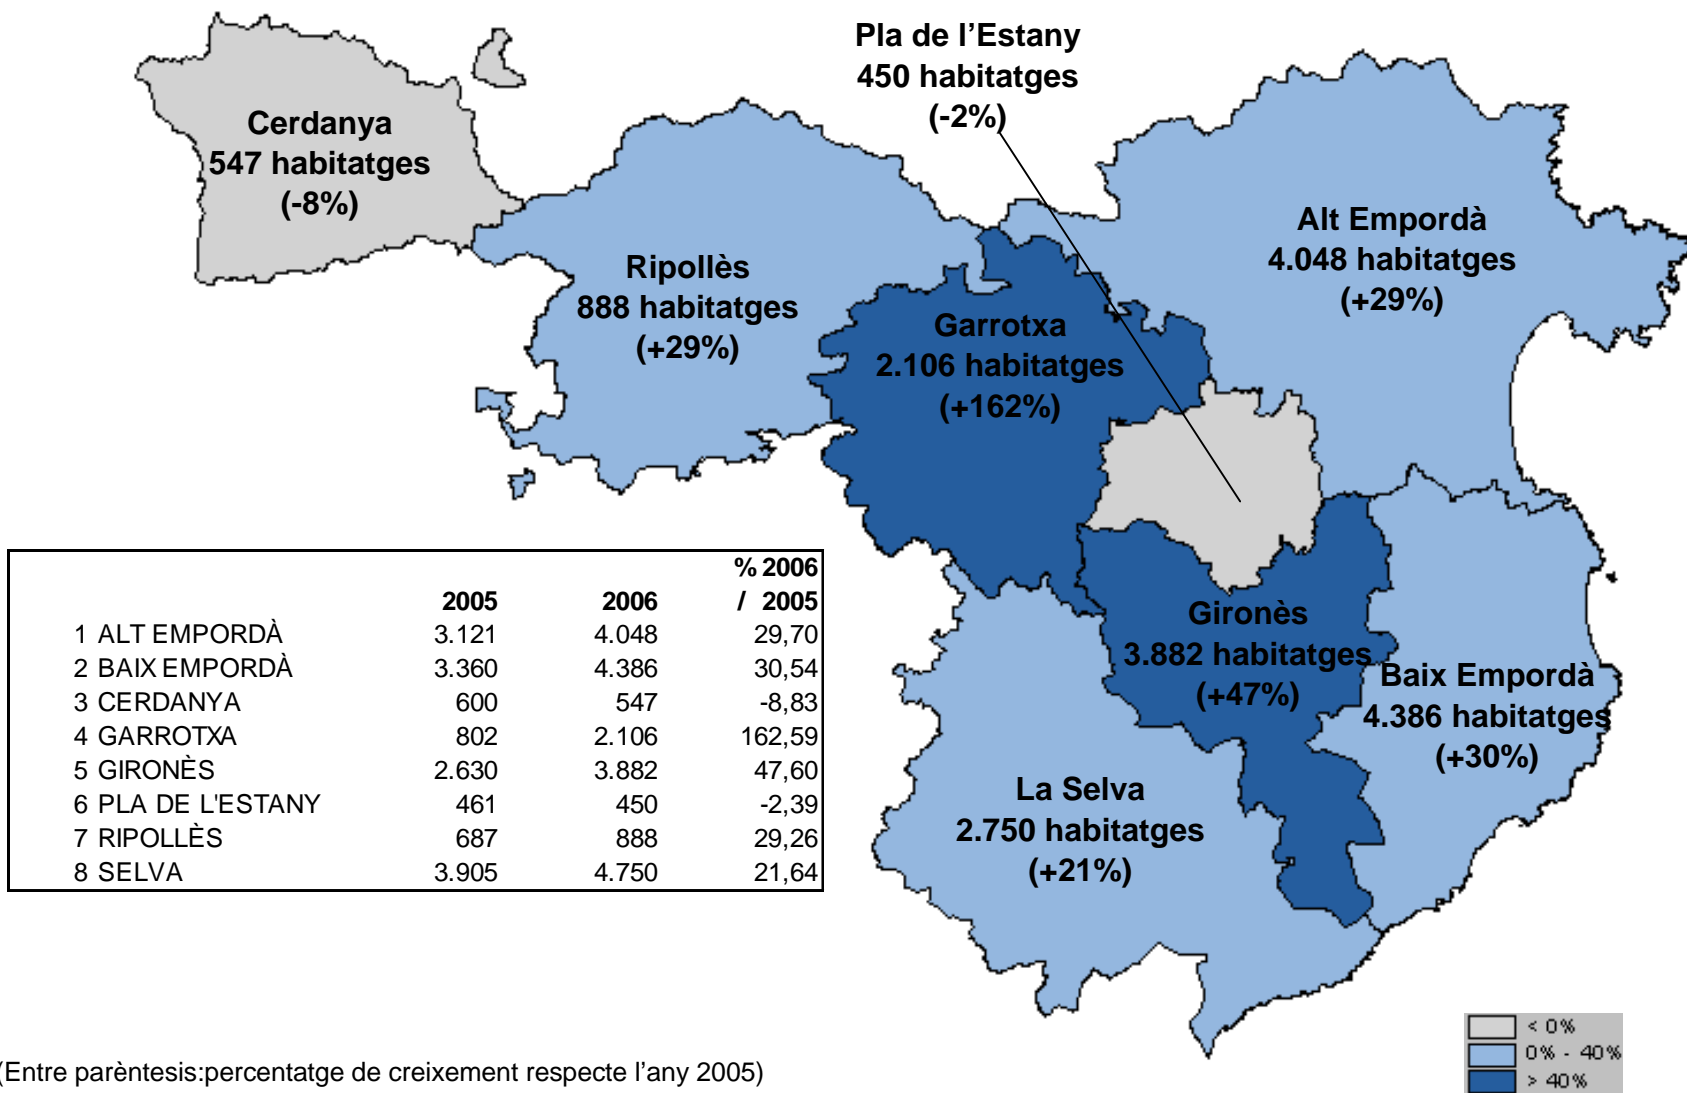 Pla de l’Estany
450 habitatges
(-2%)
Cerdanya
547 habitatges
(-8%)
Alt Empordà
4.048 habitatges
(+29%)
Ripollès
888 habitatges
(+29%)
Garrotxa
2.106 habitatges
(+162%)
Gironès
3.882 habitatges
(+47%)
Baix Empordà
4.386 habitatges
(+30%)
La Selva
2.750 habitatges
(+21%)
% 2006
2005 2006 / 2005
1 ALT EMPORDÀ 3.121 4.048 29,70
2 BAIX EMPORDÀ 3.360 4.386 30,54
3 CERDANYA 600 547 -8,83
4 GARROTXA 802 2.106 162,59
5 GIRONÈS 2.630 3.882 47,60
6 PLA DE L'ESTANY 461 450 -2,39
7 RIPOLLÈS 687 888 29,26
8 SELVA 3.905 4.750 21,64
< 0%
0% - 40%
> 40%
(Entre parèntesis:percentatge de creixement respecte l’any 2005)